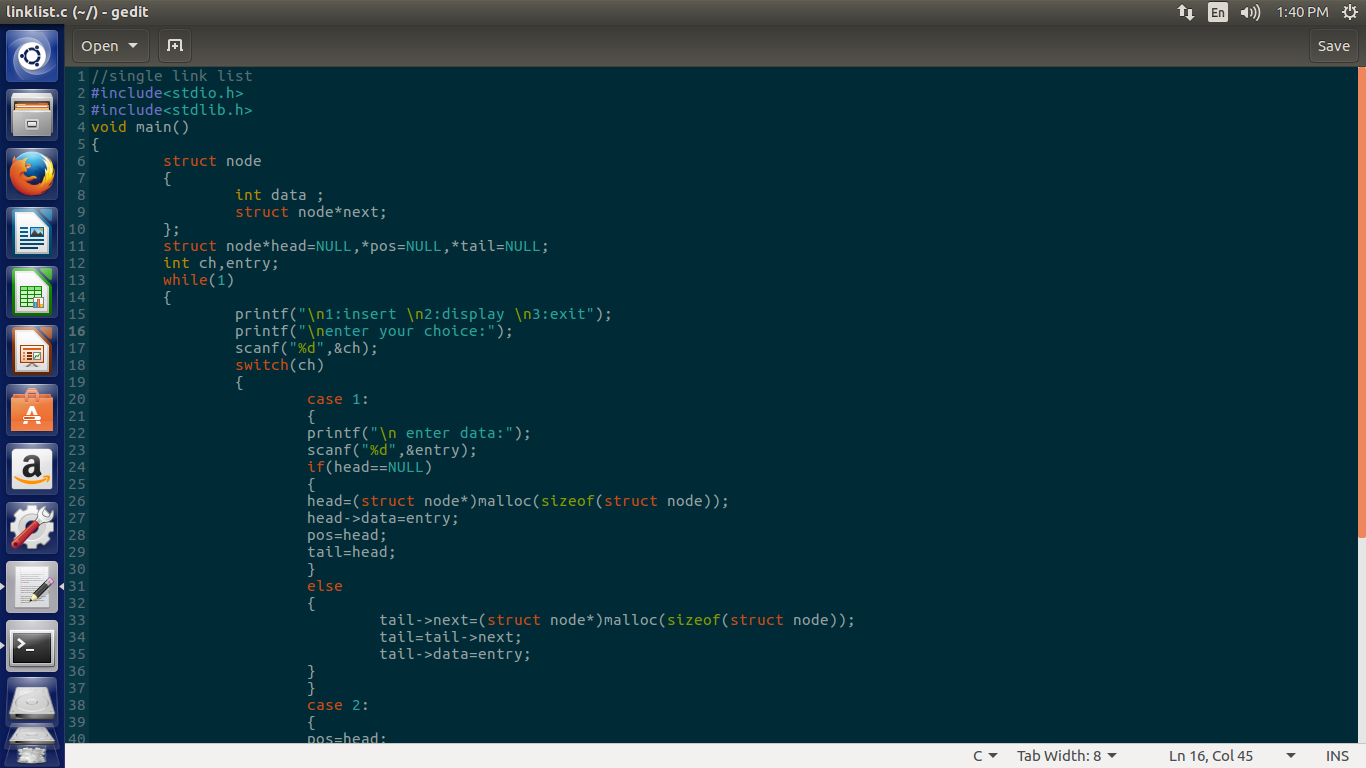 linklist.c (~/) - gedit
En
1:40 PM
Open
Save
1 //single link list
2 #include<stdio.h>
3 #include<stdlib.h>
4 void main()
5 {
6 struct node
7 {
8 int data ;
9 struct node*next;
10 };
11 struct node*head=NULL,*pos=NULL,*tail=NULL;
12 int ch,entry;
13 while(1)
14 {
15 printf("\n1:insert \n2:display \n3:exit");
16 printf("\nenter your choice:");
17 scanf("%d",&ch);
18 switch(ch)
19 {
20 case 1:
21 {
22 printf("\n enter data:");
23 scanf("%d",&entry);
24 if(head==NULL)
25 {
26 head=(struct node*)malloc(sizeof(struct node));
27 head->data=entry;
28 pos=head;
29 tail=head;
30 }
31 else
32 {
33 tail->next=(struct node*)malloc(sizeof(struct node));
34 tail=tail->next;
35 tail->data=entry;
36 }
37 }
38 case 2:
39 {
40 pos=head;
C
Tab Width: 8
Ln 16, Col 45
INS